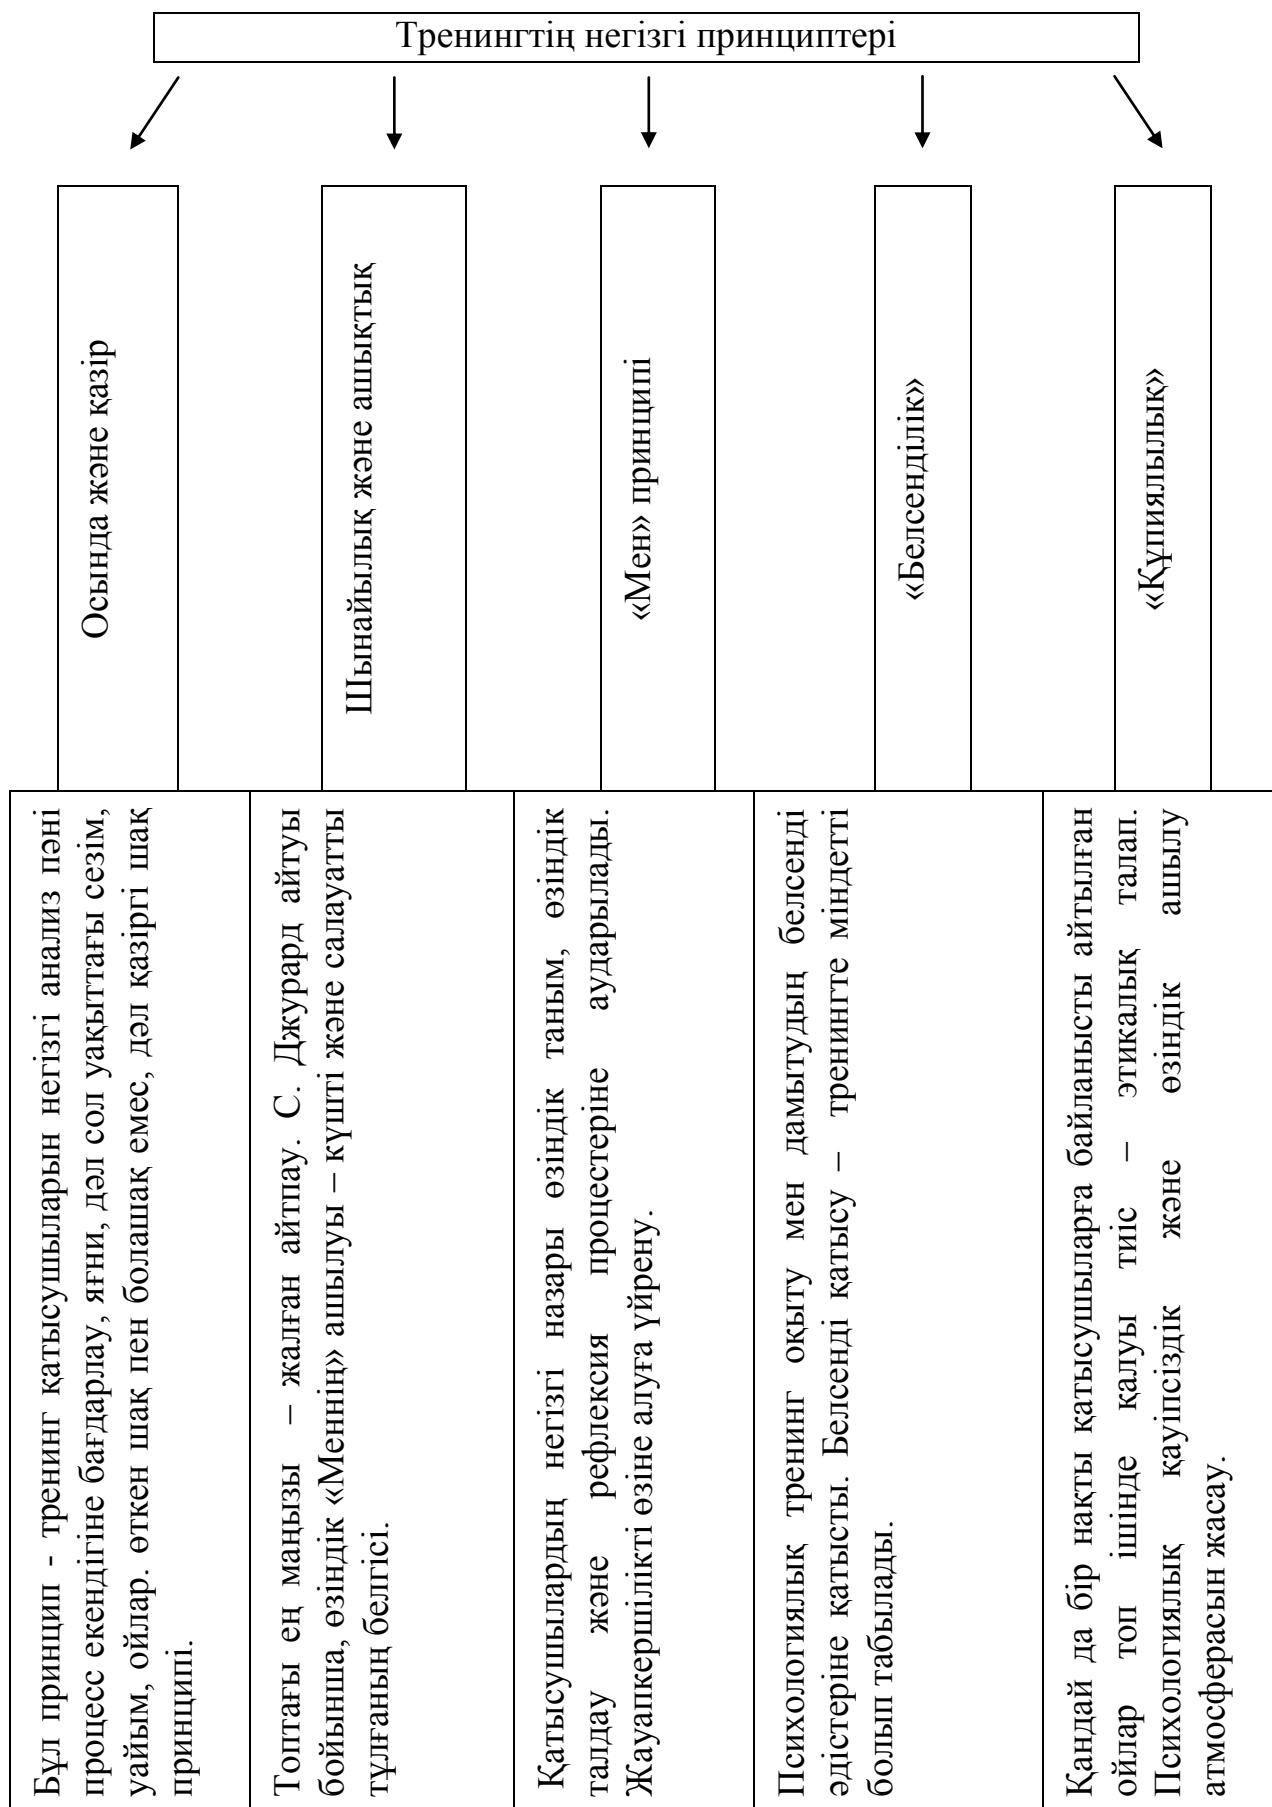 Тренингтің негізгі принциптері
Осында және қазір
Шынайылық және ашықтық
«Мен» принципі
«Белсенділік»
«Құпиялылық»
Бұл принцип - тренинг қатысушыларын негізгі анализ пәні
процесс екендігіне бағдарлау, яғни, дәл сол уақыттағы сезім,
уайым, ойлар. өткен шақ пен болашақ емес, дәл қазіргі шақ
принципі.
Топтағы ең маңызы – жалған айтпау. С. Джурард айтуы
бойынша, өзіндік «Меннің» ашылуы – күшті және салауатты
тұлғаның белгісі.
Қатысушылардың негізгі назары өзіндік таным, өзіндік
талдау және рефлексия процестеріне аударылады.
Жауапкершілікті өзіне алуға үйрену.
Психологиялық тренинг оқыту мен дамытудың белсенді
әдістеріне қатысты. Белсенді қатысу – тренингте міндетті
болып табылады.
Қандай да бір нақты қатысушыларға байланысты айтылған
ойлар топ ішінде қалуы тиіс – этикалық талап.
Психологиялық қауіпсіздік және өзіндік ашылу
атмосферасын жасау.